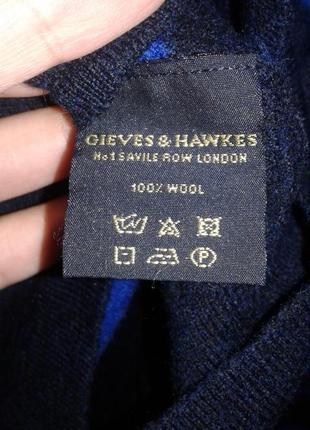 GIEVES & HAWKES
No1 SAVILE ROW LONDON
100% WOOL
P